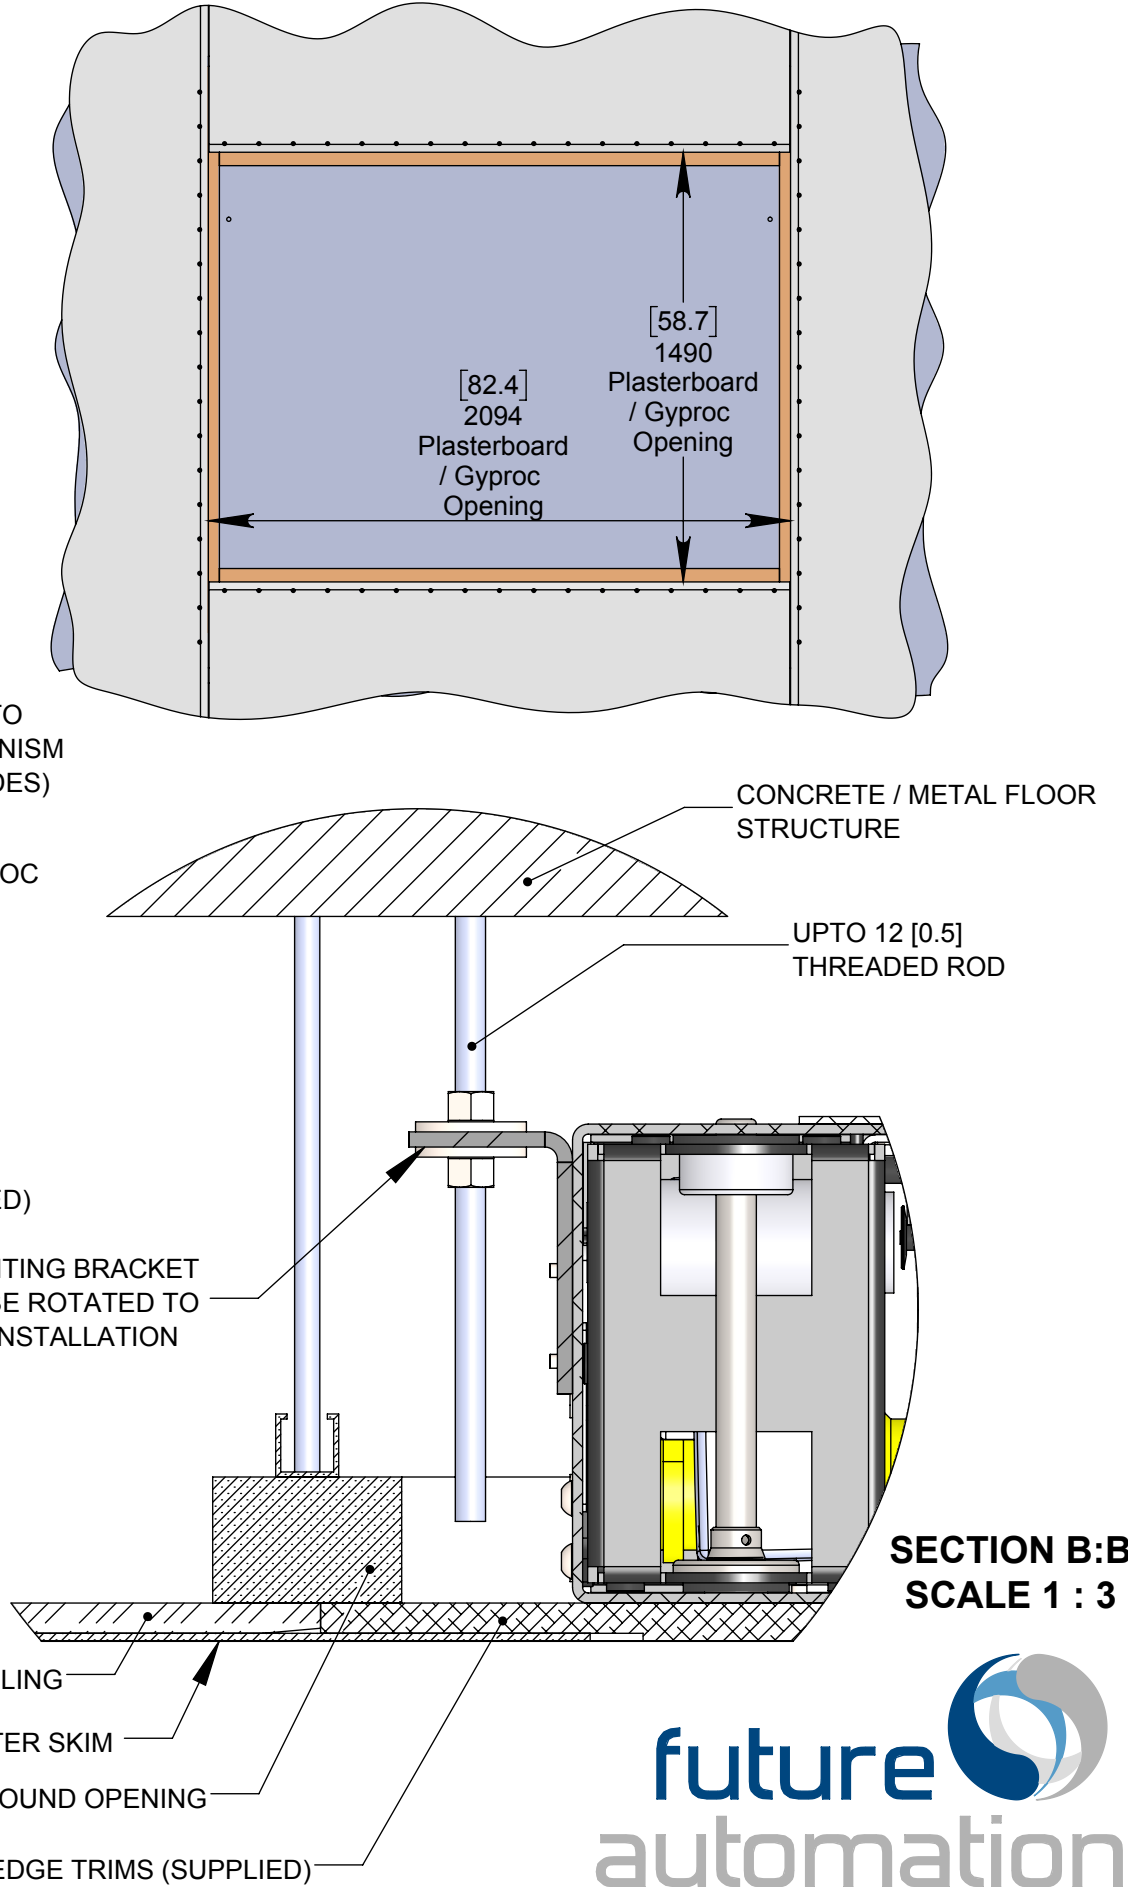 [58.7]
1490
Plasterboard
/ Gyproc
Opening
[82.4]
2094
Plasterboard
/ Gyproc
Opening
TO
NISM
DES)
OC
CONCRETE / METAL FLOOR
STRUCTURE
UPTO 12 [0.5]
THREADED ROD
ED)
TING BRACKET
BE ROTATED TO
NSTALLATION
SECTION B:B
SCALE 1 : 3
LING
TER SKIM
OUND OPENING
EDGE TRIMS (SUPPLIED)
future
automation